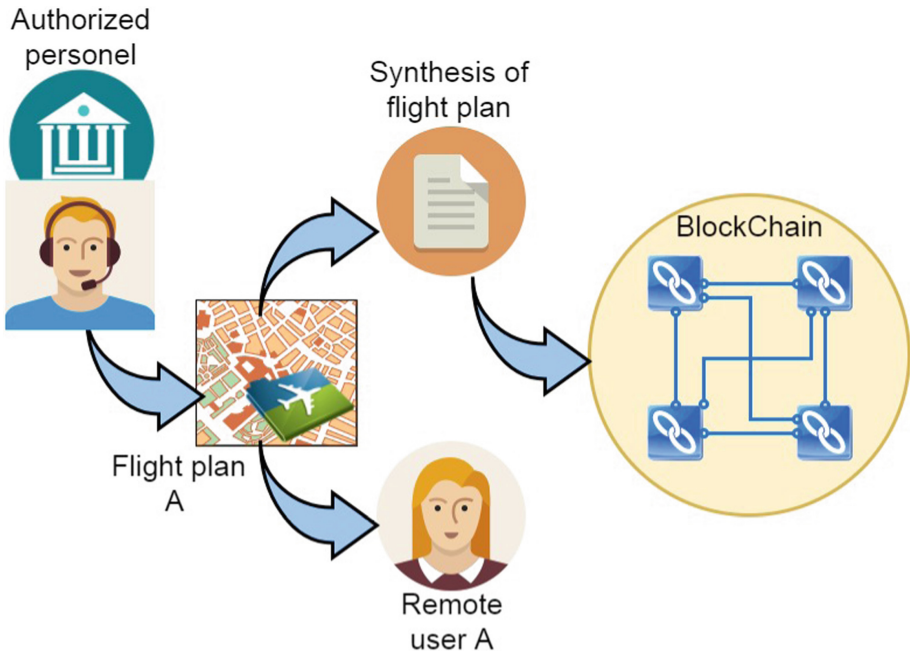 Authorized
personel
Synthesis of
flight plan
BlockChain
Flight plan
A
Remote
user A